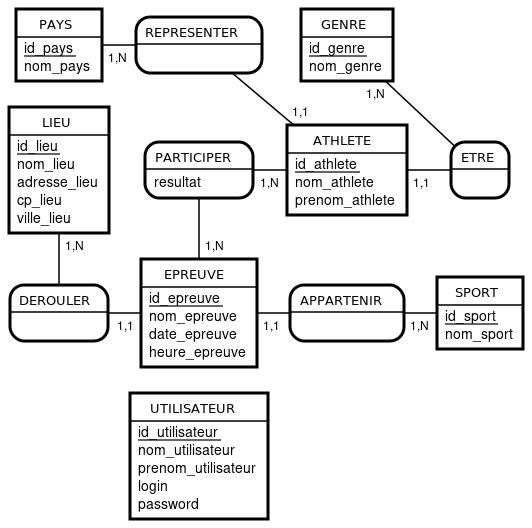 PAYS
id_pays
nom_pays
1,N
REPRESENTER
1,1
GENRE
id_genre
nom_genre
1,N
LIEU
id_lieu
nom_lieu
adresse_lieu
cp_lieu
ville_lieu
1,N
PARTICIPER
resultat
1,N
1,N
ATHLETE
id_athlete
nom_athlete
prenom_athlete
1,1
ETRE
DEROULER
1,1
EPREUVE
id_epreuve
nom_epreuve
date_epreuve
heure_epreuve
1,1
APPARTENIR
1,N
SPORT
id_sport
nom_sport
UTILISATEUR
id_utilisateur
nom_utilisateur
prenom_utilisateur
login
password